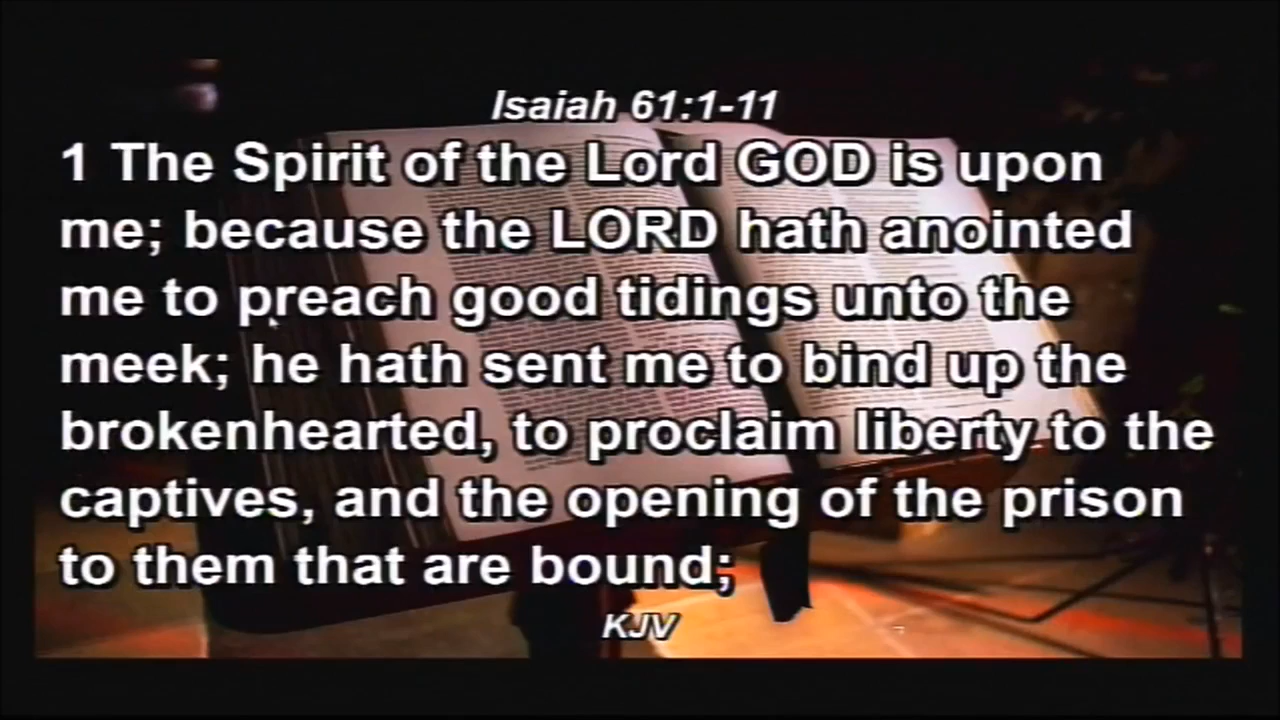 Isaiah 61:1-11
1 The Spirit of the Lord GOD is upon
me; because the LORD hath anointed
me to preach good tidings unto the
meek; he hath sent me to bind up the
brokenhearted, to proclaim liberty to the
captives, and the opening of the prison
to them that are bound;
KJV